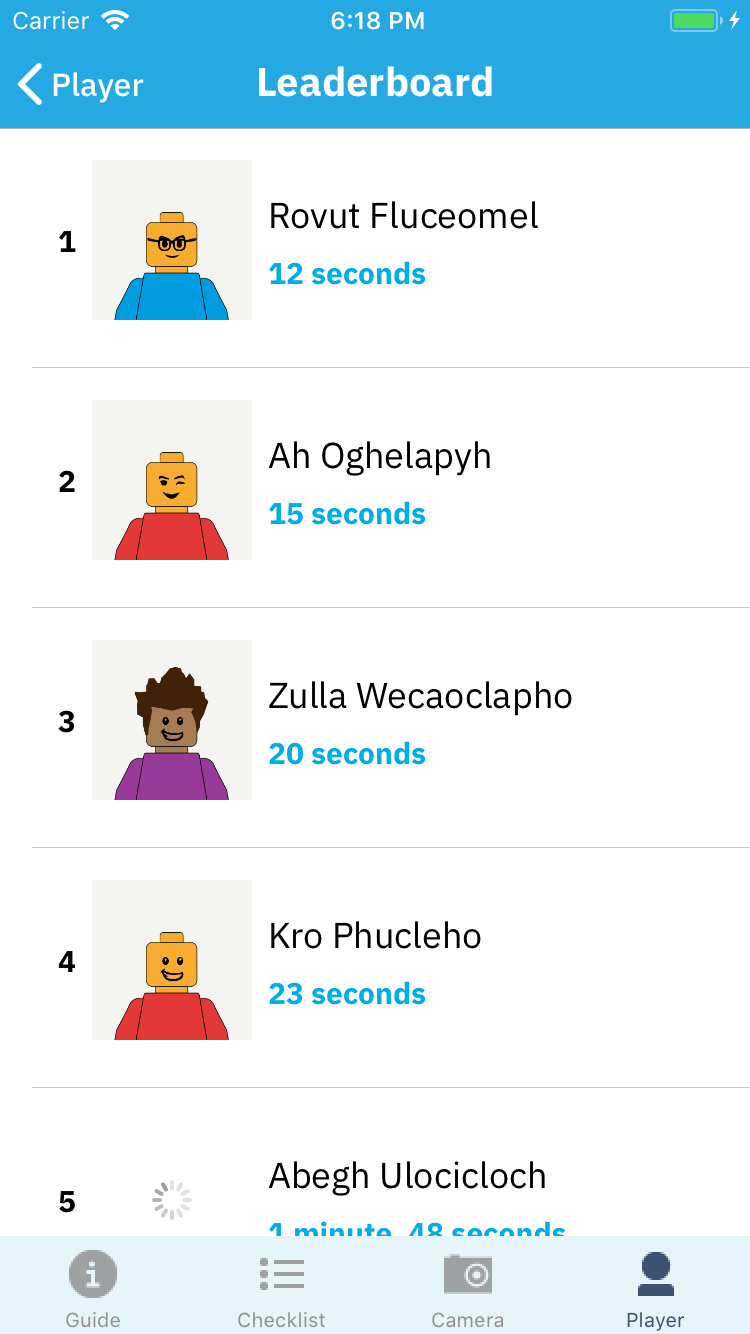 Carrier 6:18 PM
Player Leaderboard
1
Rovut Fluceomel
12 seconds
2
Ah Oghelapyh
15 seconds
3
Zulla Wecaoclapho
20 seconds
4
Kro Phucleho
23 seconds
5
Abegh Ulocicloch
1 minute, 48 seconds
Guide Checklist Camera Player